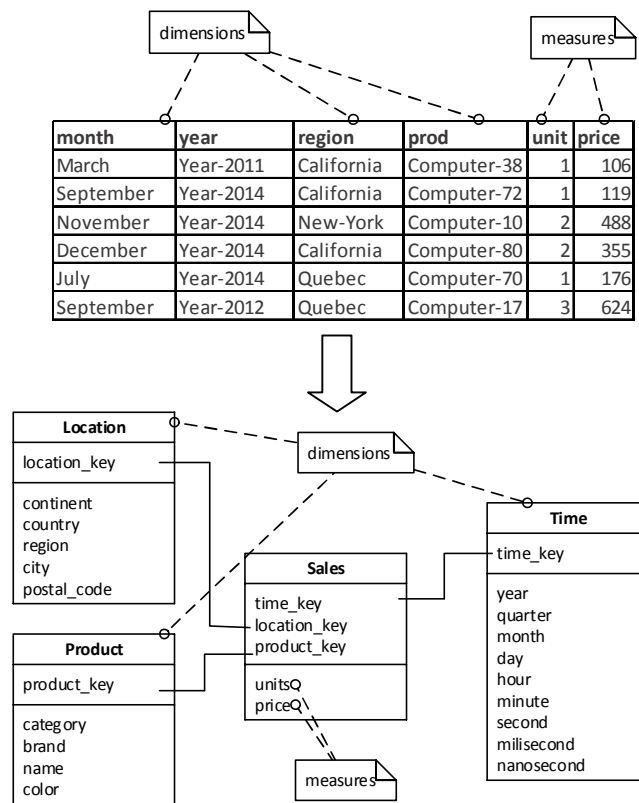 dimensions
measures
month year region prod unit price
March Year-2011 California Computer-38 1 106
September Year-2014 California Computer-72 1 119
November Year-2014 New-York Computer-10 2 488
December Year-2014 California Computer-80 2 355
July Year-2014 Quebec Computer-70 1 176
September Year-2012 Quebec Computer-17 3 624
Location
location_key
continent
country
region
city
postal_code
dimensions
Time
time_key
year
quarter
month
day
hour
minute
second
milisecond
nanosecond
Sales
time_key
location_key
product_key
units
price
Product
product_key
category
brand
name
color
measures